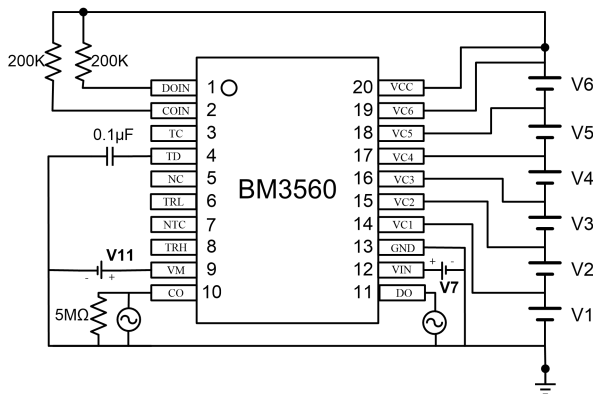 200K
200K
DOIN 1
COIN 2
TC 3
0.1μF
TD 4
NC 5
TRL 6
NTC 7
TRH 8
- V11 +
VM 9
CO 10
5MΩ
BM3560
20 VCC
19 VC6
18 VC5
17 VC4
16 VC3
15 VC2
14 VC1
13 GND
12 VIN
+ -
V7
11 DO
V6
V5
V4
V3
V2
V1